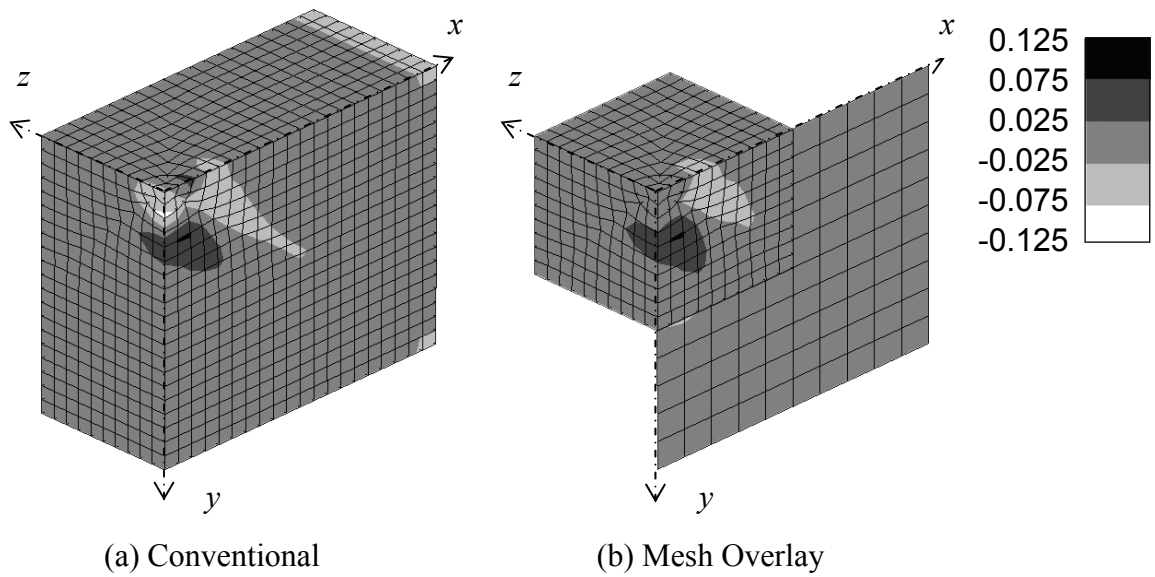 x
z
y
(a) Conventional
x
z
y
(b) Mesh Overlay
0.125
0.075
0.025
-0.025
-0.075
-0.125